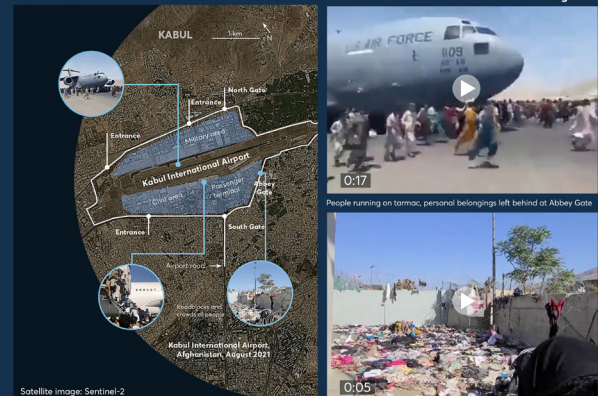 KABUL
1 km
N
North Gate
Entrance
Military area
Entrance
Kabul International Airport
Passenger
terminal
Abbey
Gate
Civil area
Entrance
South Gate
Airport road
Roadblocks and
crowds of people
Kabul International Airport,
Afghanistan, August 2021
Satellite image: Sentinel-2
AIR FORCE
1109
0:17
People running on tarmac, personal belongings left behind at Abbey Gate
0:05